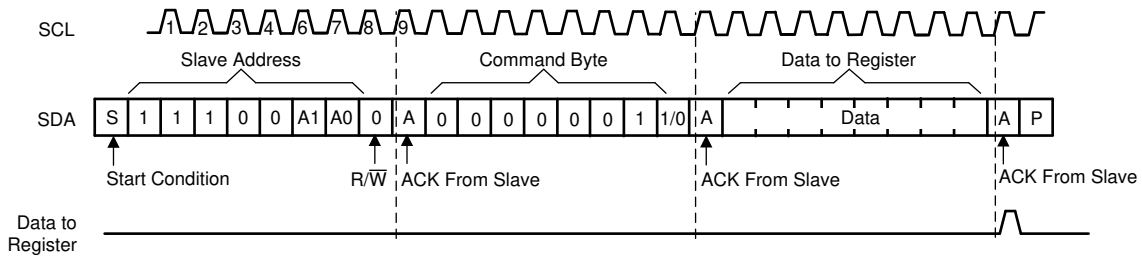 SCL 1 2 3 4 6 7 8 9
Slave Address Command Byte Data to Register
SDA S 1 1 1 0 0 A1 A0 0 A 0 0 0 0 0 0 1 1/0 A Data A P
Start Condition R/W̅ ACK From Slave ACK From Slave ACK From Slave
Data to
Register